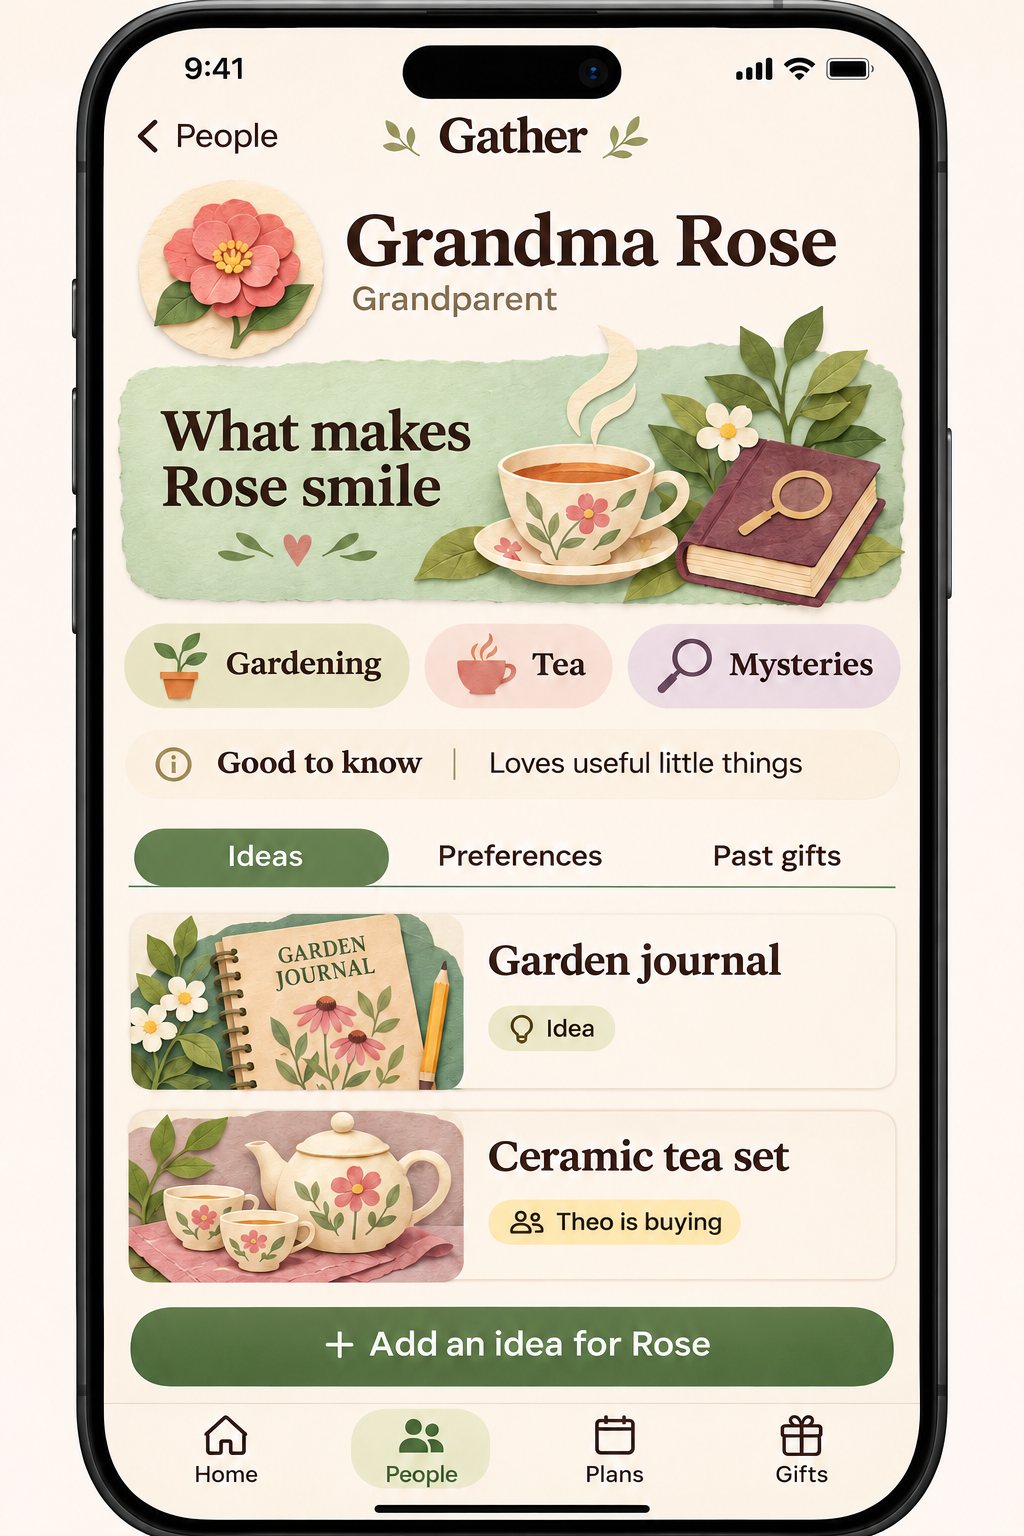 9:41
People
Gather
Grandma Rose
Grandparent
What makes
Rose smile
Gardening
Tea
Mysteries
Good to know
Loves useful little things
Ideas
Preferences
Past gifts
GARDEN
JOURNAL
Garden journal
Idea
Ceramic tea set
Theo is buying
+ Add an idea for Rose
Home
People
Plans
Gifts